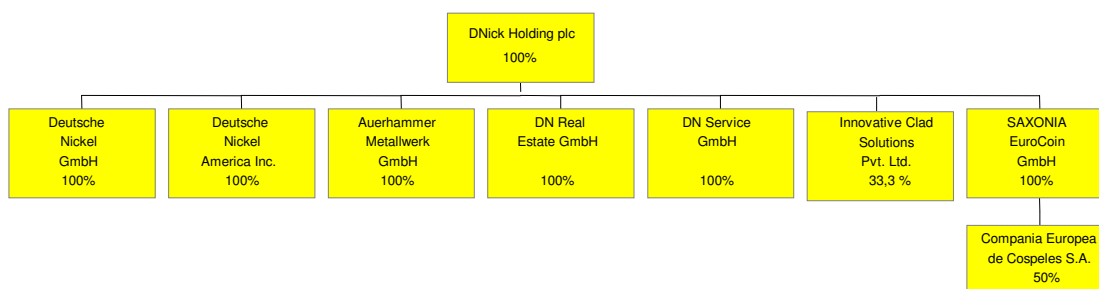 DNick Holding plc
100%
Deutsche
Nickel
GmbH
100%
Deutsche
Nickel
America Inc.
100%
Auerhammer
Metallwerk
GmbH
100%
DN Real
Estate GmbH
100%
DN Service
GmbH
100%
Innovative Clad
Solutions
Pvt. Ltd.
33,3 %
SAXONIA
EuroCoin
GmbH
100%
Compania Europea
de Cospeles S.A.
50%